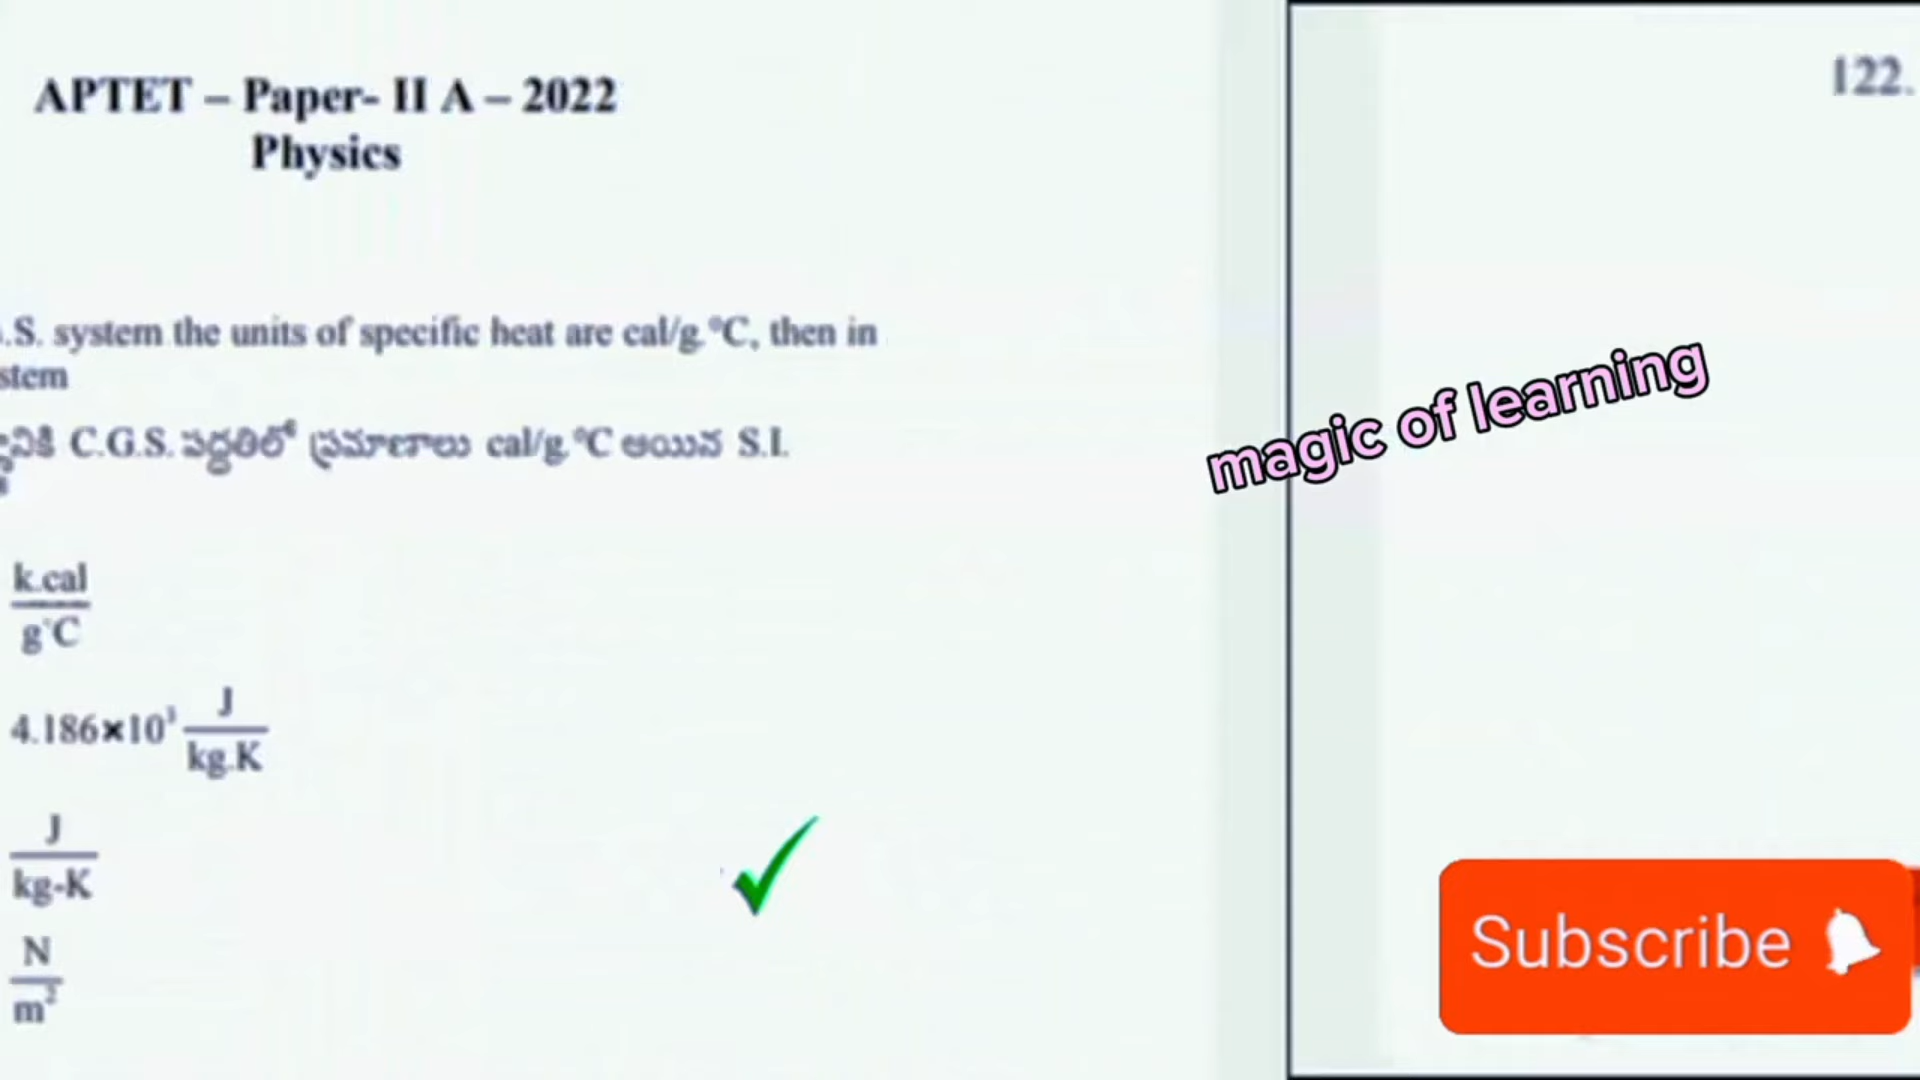 APTET – Paper- II A – 2022
Physics
.S. system the units of specific heat are cal/g.°C, then in
stem
C.G.S. పద్ధతిలో ప్రమాణాలు cal/g.°C అయిన S.I.
k.cal
g°C
4.186×10³ J
kg.K
J
kg-K
N
m²
122.
magic of learning
Subscribe